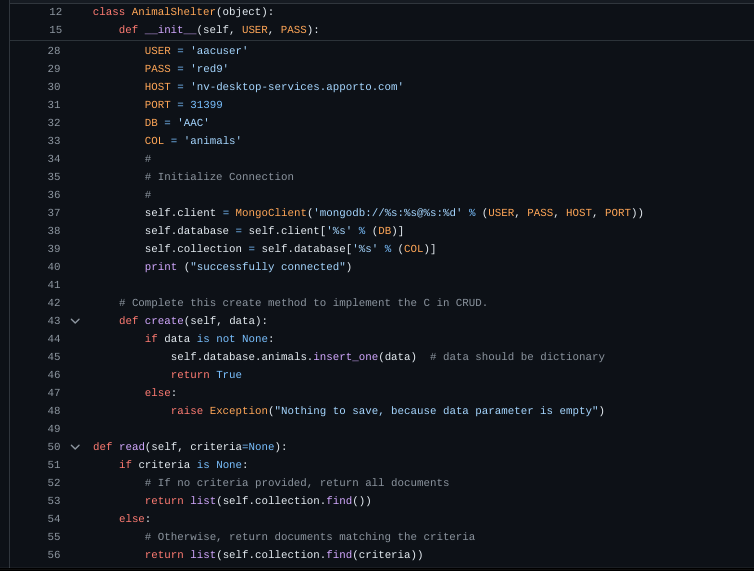 12 class AnimalShelter(object):
15     def __init__(self, USER, PASS):
28         USER = 'aacuser'
29         PASS = 'red9'
30         HOST = 'nv-desktop-services.apporto.com'
31         PORT = 31399
32         DB = 'AAC'
33         COL = 'animals'
34         #
35         # Initialize Connection
36         #
37         self.client = MongoClient('mongodb://%s:%s@%s:%d' % (USER, PASS, HOST, PORT))
38         self.database = self.client['%s' % (DB)]
39         self.collection = self.database['%s' % (COL)]
40         print ("successfully connected")
41
42     # Complete this create method to implement the C in CRUD.
43     def create(self, data):
44         if data is not None:
45             self.database.animals.insert_one(data)  # data should be dictionary
46             return True
47         else:
48             raise Exception("Nothing to save, because data parameter is empty")
49
50 def read(self, criteria=None):
51     if criteria is None:
52         # If no criteria provided, return all documents
53         return list(self.collection.find())
54     else:
55         # Otherwise, return documents matching the criteria
56         return list(self.collection.find(criteria))